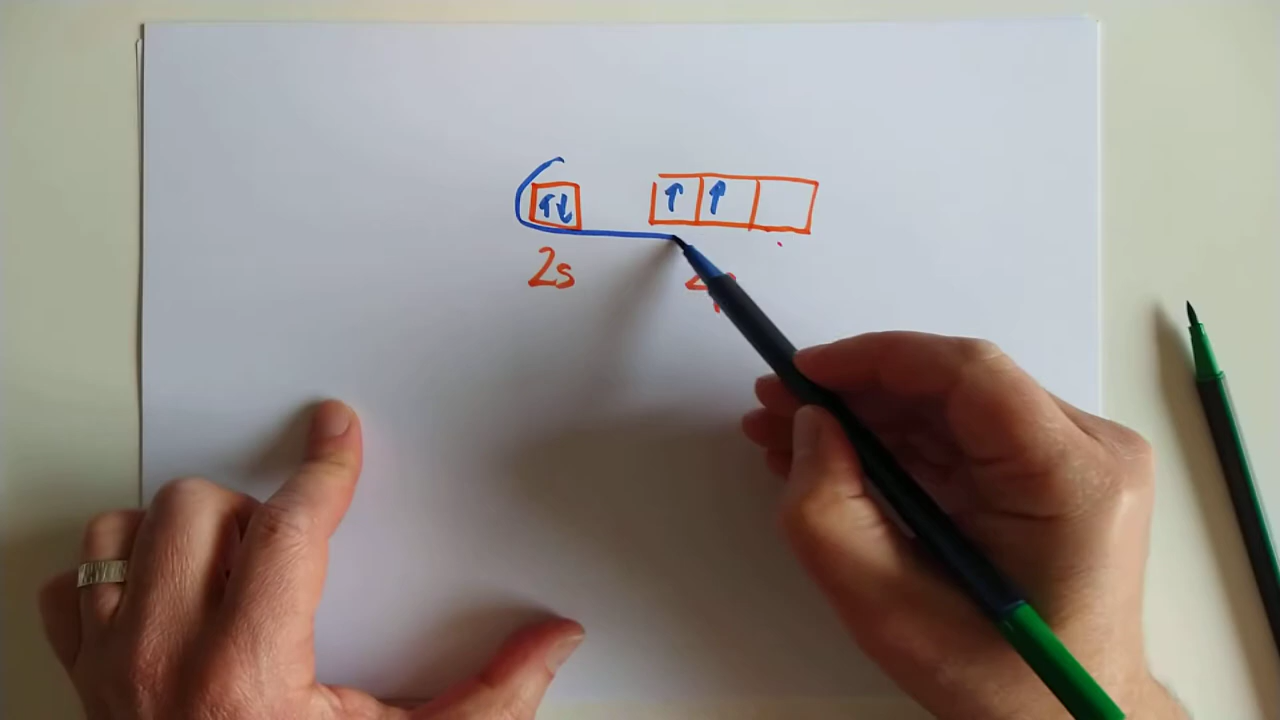 ↑↓ ↑ ↑
2s